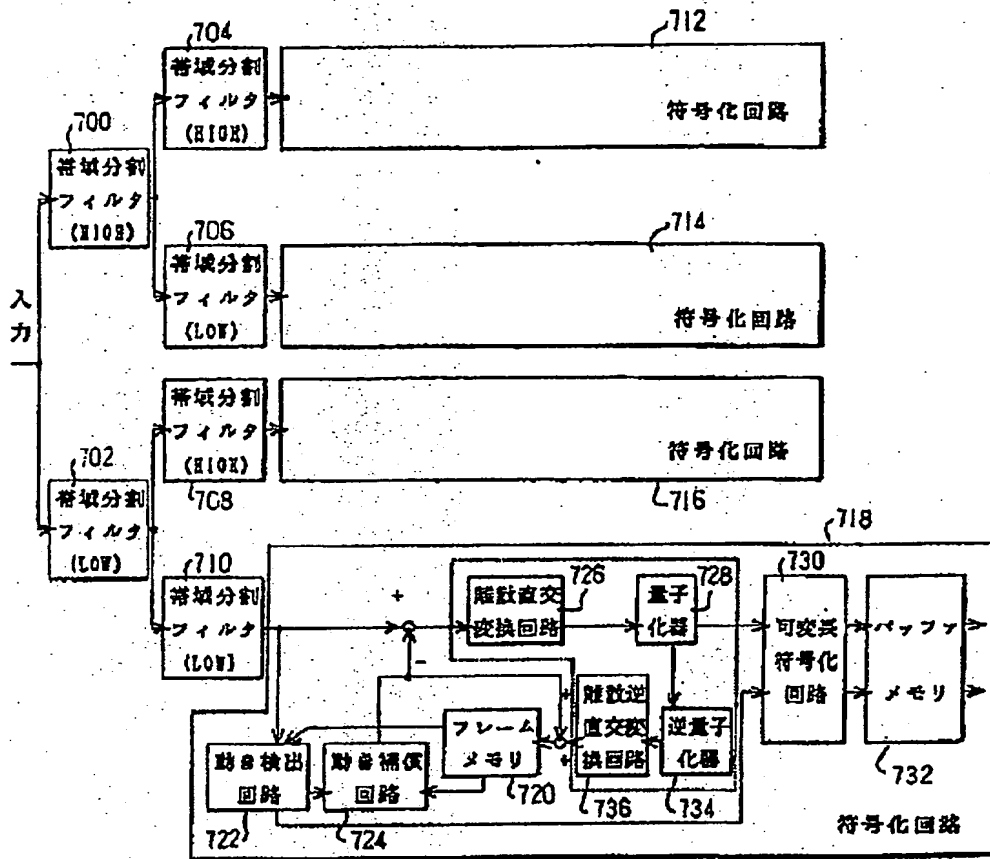 704
712
帯域分割
フィルタ
(HIGH)
符号化回路
700
帯域分割
フィルタ
(HIGH)
706
714
帯域分割
フィルタ
(LOW)
符号化回路
入
力
帯域分割
フィルタ
(HIGH)
708
符号化回路
716
702
帯域分割
フィルタ
(LOW)
718
710
帯域分割
フィルタ
(LOW)
+
-
離散直交
変換回路
726
量子
化器
728
730
可変長
符号化
回路
バッファ
メモリ
732
動き検出
回路
722
動き補償
回路
724
フレーム
メモリ
720
+
+
離散逆
直交変
換回路
736
逆量子
化器
734
符号化回路